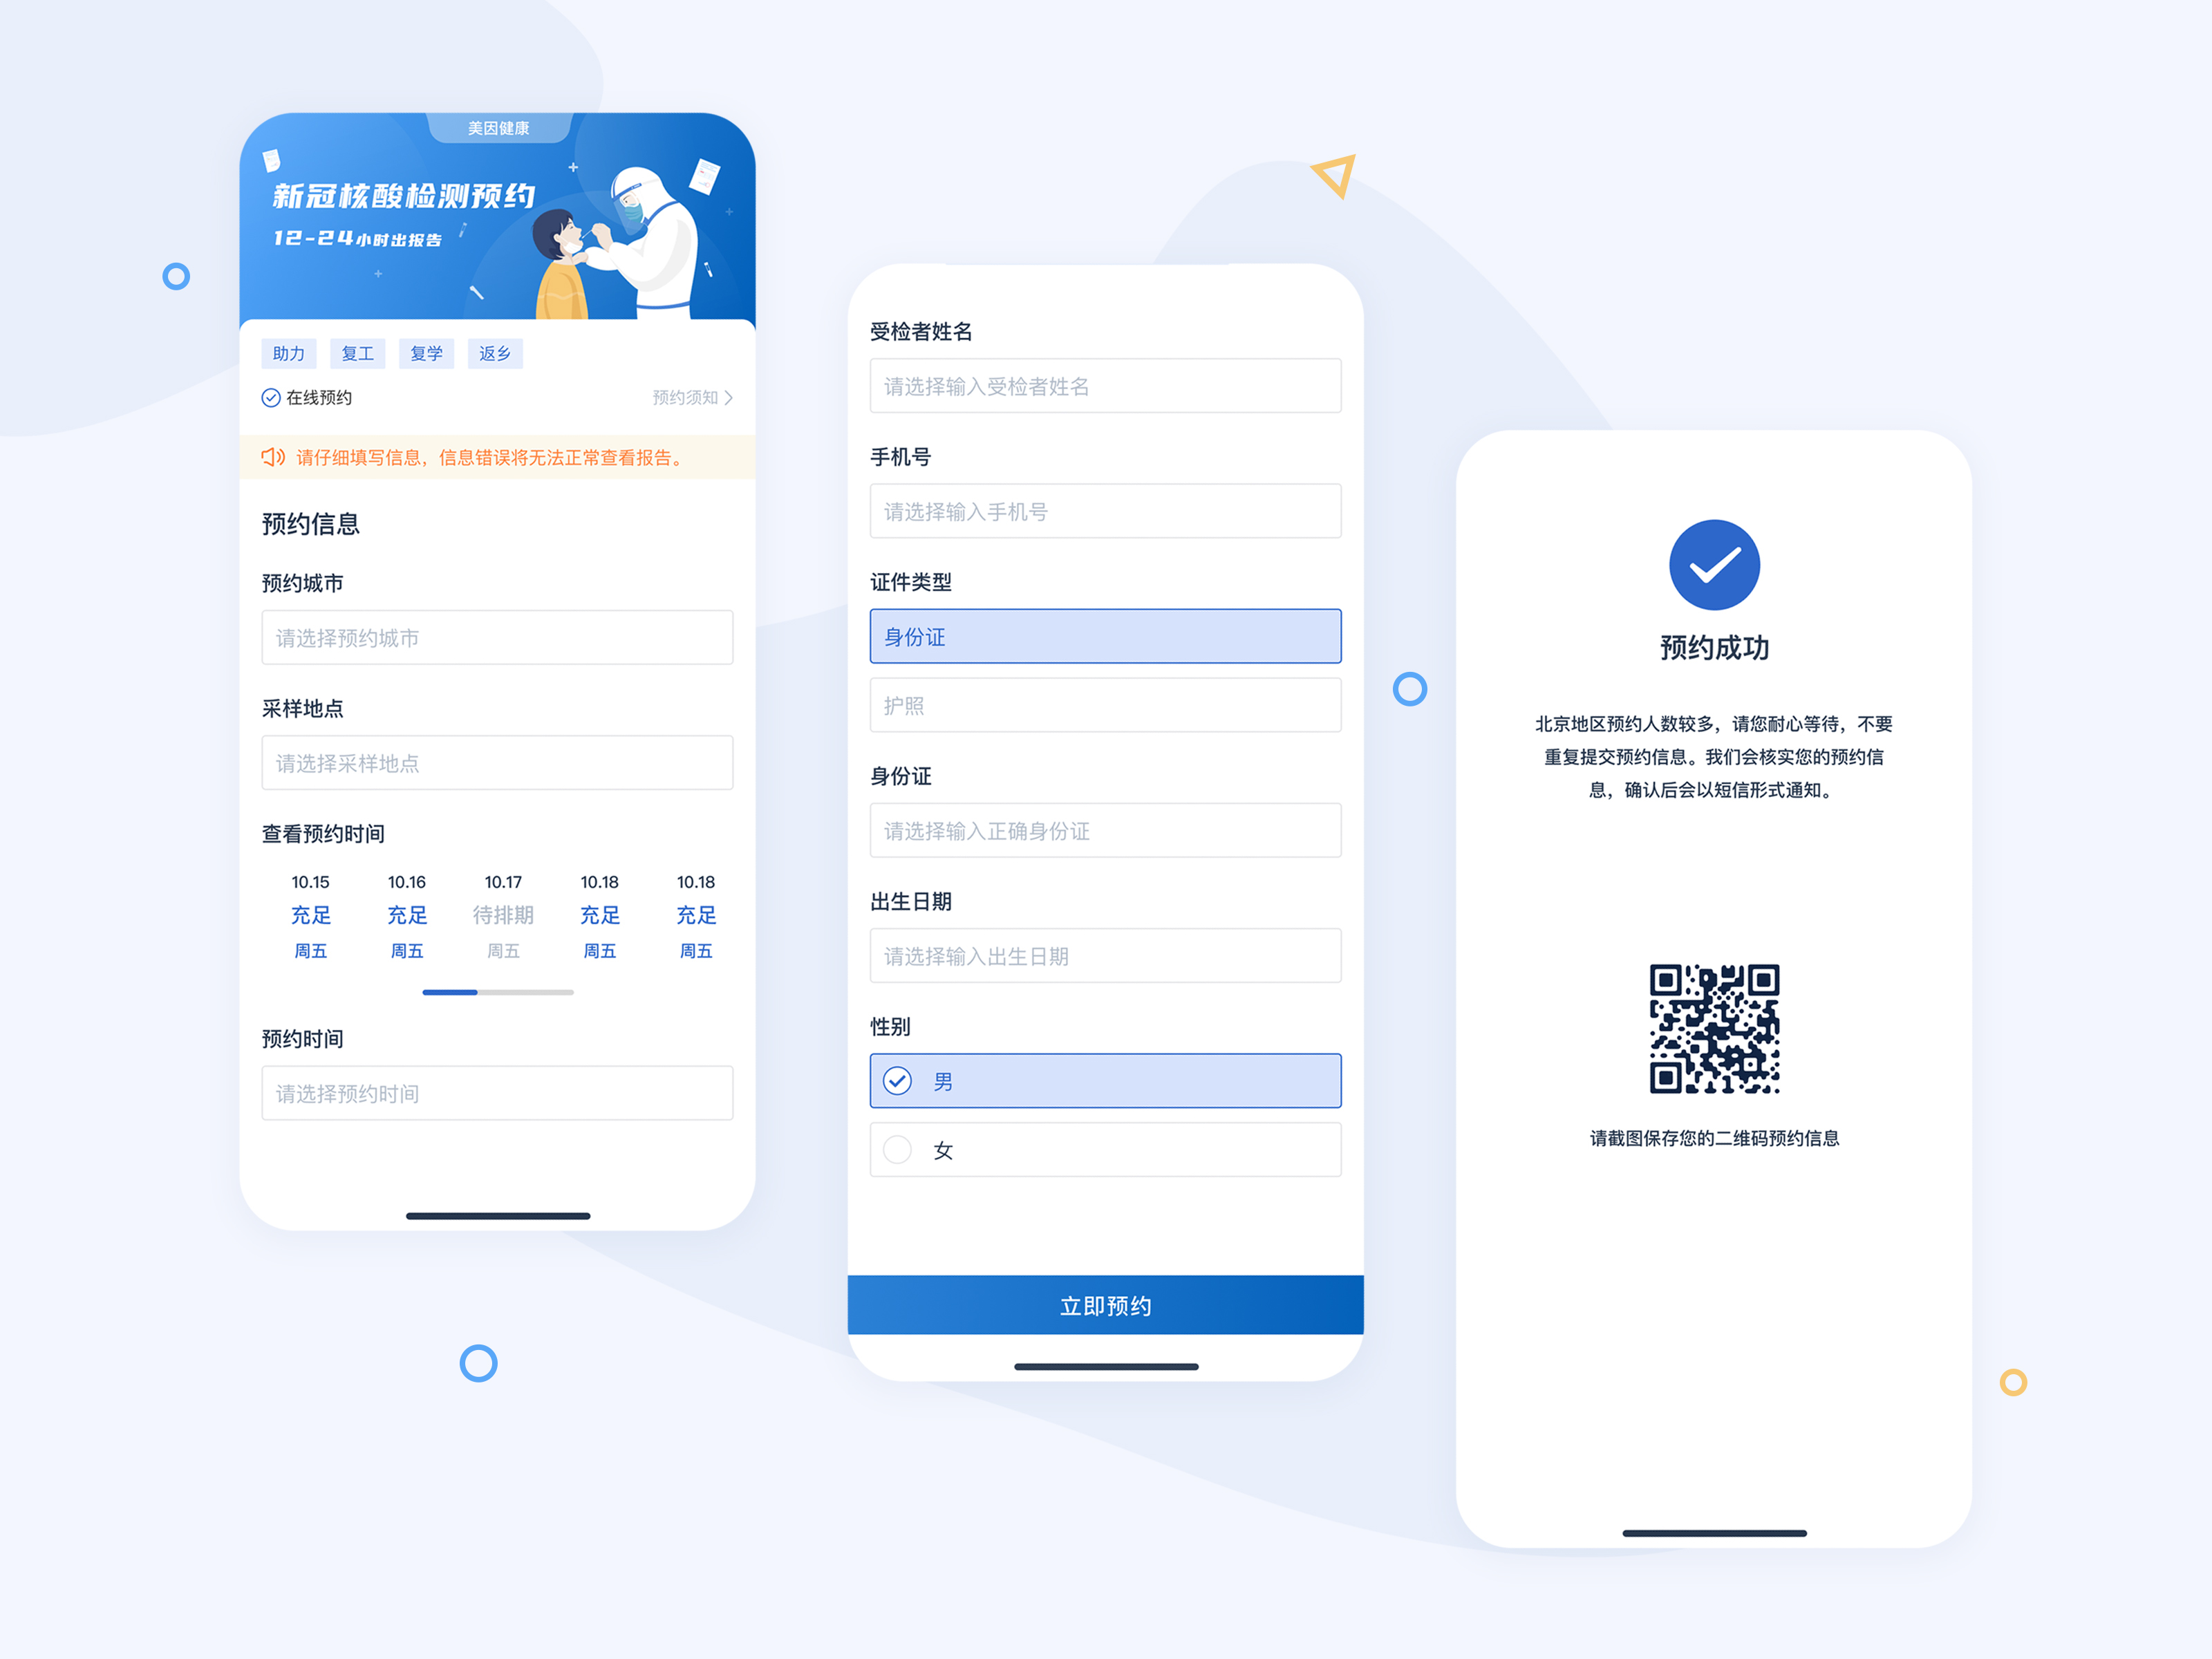 美因健康
新冠核酸检测预约
12-24小时出报告
助力 复工 复学 返乡
在线预约 预约须知
请仔细填写信息，信息错误将无法正常查看报告。
预约信息
预约城市
请选择预约城市
采样地点
请选择采样地点
查看预约时间
10.15 10.16 10.17 10.18 10.18
充足 充足 待排期 充足 充足
周五 周五 周五 周五 周五
预约时间
请选择预约时间
受检者姓名
请选择输入受检者姓名
手机号
请选择输入手机号
证件类型
身份证
护照
身份证
请选择输入正确身份证
出生日期
请选择输入出生日期
性别
男
女
立即预约
预约成功
北京地区预约人数较多，请您耐心等待，不要
重复提交预约信息。我们会核实您的预约信
息，确认后会以短信形式通知。
请截图保存您的二维码预约信息